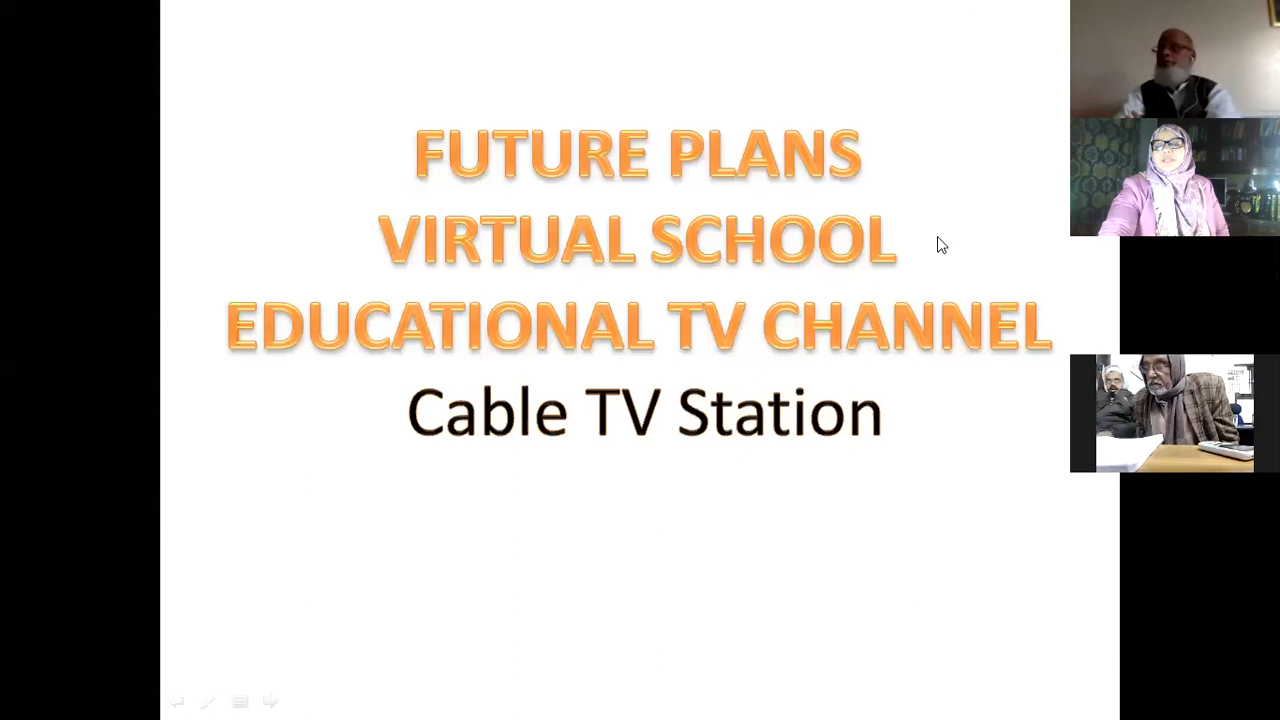 FUTURE PLANS
VIRTUAL SCHOOL
EDUCATIONAL TV CHANNEL
Cable TV Station